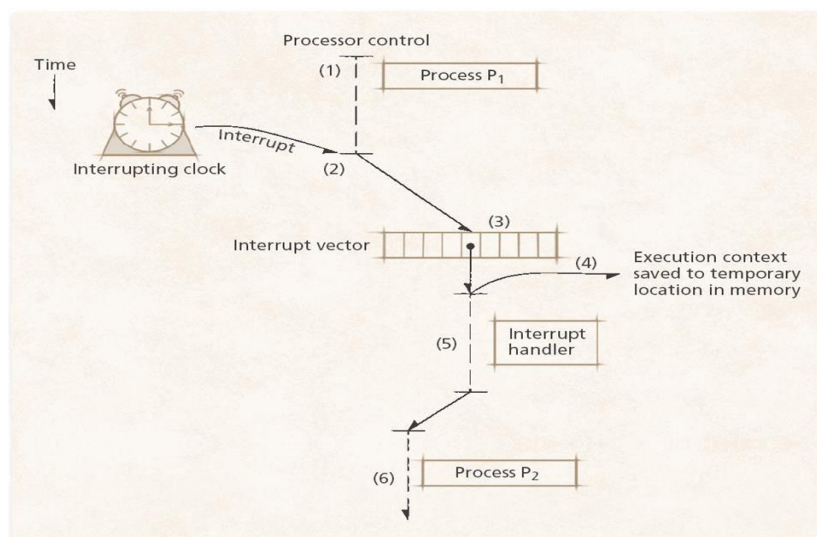 Processor control
Time
(1)
Process P1
Interrupt
(2)
Interrupting clock
(3)
Interrupt vector
(4)
Execution context
saved to temporary
location in memory
(5)
Interrupt
handler
(6)
Process P2